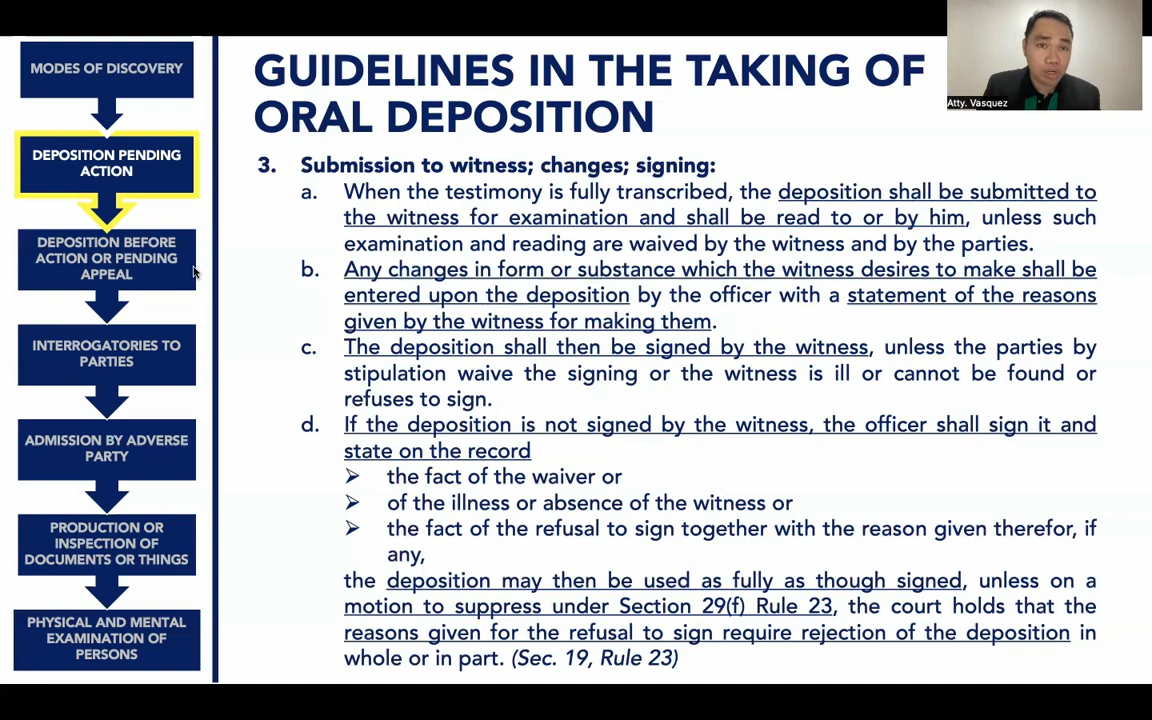 MODES OF DISCOVERY
DEPOSITION PENDING
ACTION
DEPOSITION BEFORE
ACTION OR PENDING
APPEAL
INTERROGATORIES TO
PARTIES
ADMISSION BY ADVERSE
PARTY
PRODUCTION OR
INSPECTION OF
DOCUMENTS OR THINGS
PHYSICAL AND MENTAL
EXAMINATION OF
PERSONS
GUIDELINES IN THE TAKING OF
ORAL DEPOSITION
3. Submission to witness; changes; signing:
a. When the testimony is fully transcribed, the deposition shall be submitted to
the witness for examination and shall be read to or by him, unless such
examination and reading are waived by the witness and by the parties.
b. Any changes in form or substance which the witness desires to make shall be
entered upon the deposition by the officer with a statement of the reasons
given by the witness for making them.
c. The deposition shall then be signed by the witness, unless the parties by
stipulation waive the signing or the witness is ill or cannot be found or
refuses to sign.
d. If the deposition is not signed by the witness, the officer shall sign it and
state on the record
➢ the fact of the waiver or
➢ of the illness or absence of the witness or
➢ the fact of the refusal to sign together with the reason given therefor, if
any,
the deposition may then be used as fully as though signed, unless on a
motion to suppress under Section 29(f) Rule 23, the court holds that the
reasons given for the refusal to sign require rejection of the deposition in
whole or in part. (Sec. 19, Rule 23)
Atty. Vasquez